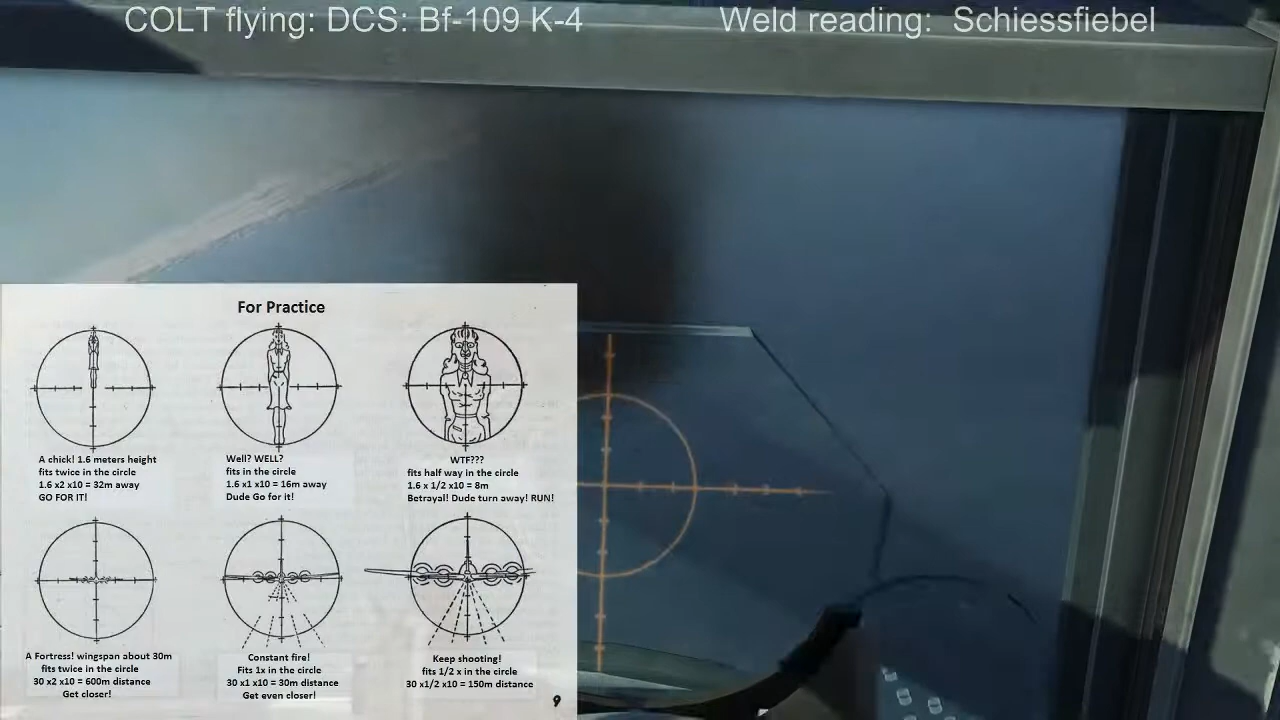 COLT flying: DCS: Bf-109 K-4
Weld reading: Schiessfiebel
For Practice
A chick! 1.6 meters height
fits twice in the circle
1.6 x2 x10 = 32m away
GO FOR IT!
Well? WELL?
fits in the circle
1.6 x1 x10 = 16m away
Dude Go for it!
WTF???
fits half way in the circle
1.6 x 1/2 x10 = 8m
Betrayal! Dude turn away! RUN!
A Fortress! wingspan about 30m
fits twice in the circle
30 x2 x10 = 600m distance
Get closer!
Constant fire!
Fits 1x in the circle
30 x1 x10 = 30m distance
Get even closer!
Keep shooting!
fits 1/2 x in the circle
30 x1/2 x10 = 150m distance
9